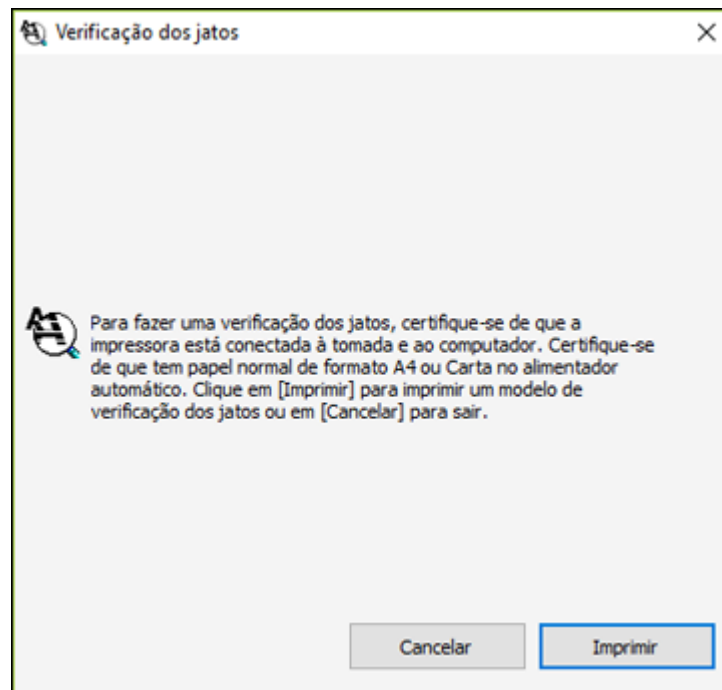 Verificação dos jatos
Para fazer uma verificação dos jatos, certifique-se de que a
impressora está conectada à tomada e ao computador. Certifique-se
de que tem papel normal de formato A4 ou Carta no alimentador
automático. Clique em [Imprimir] para imprimir um modelo de
verificação dos jatos ou em [Cancelar] para sair.
Cancelar
Imprimir